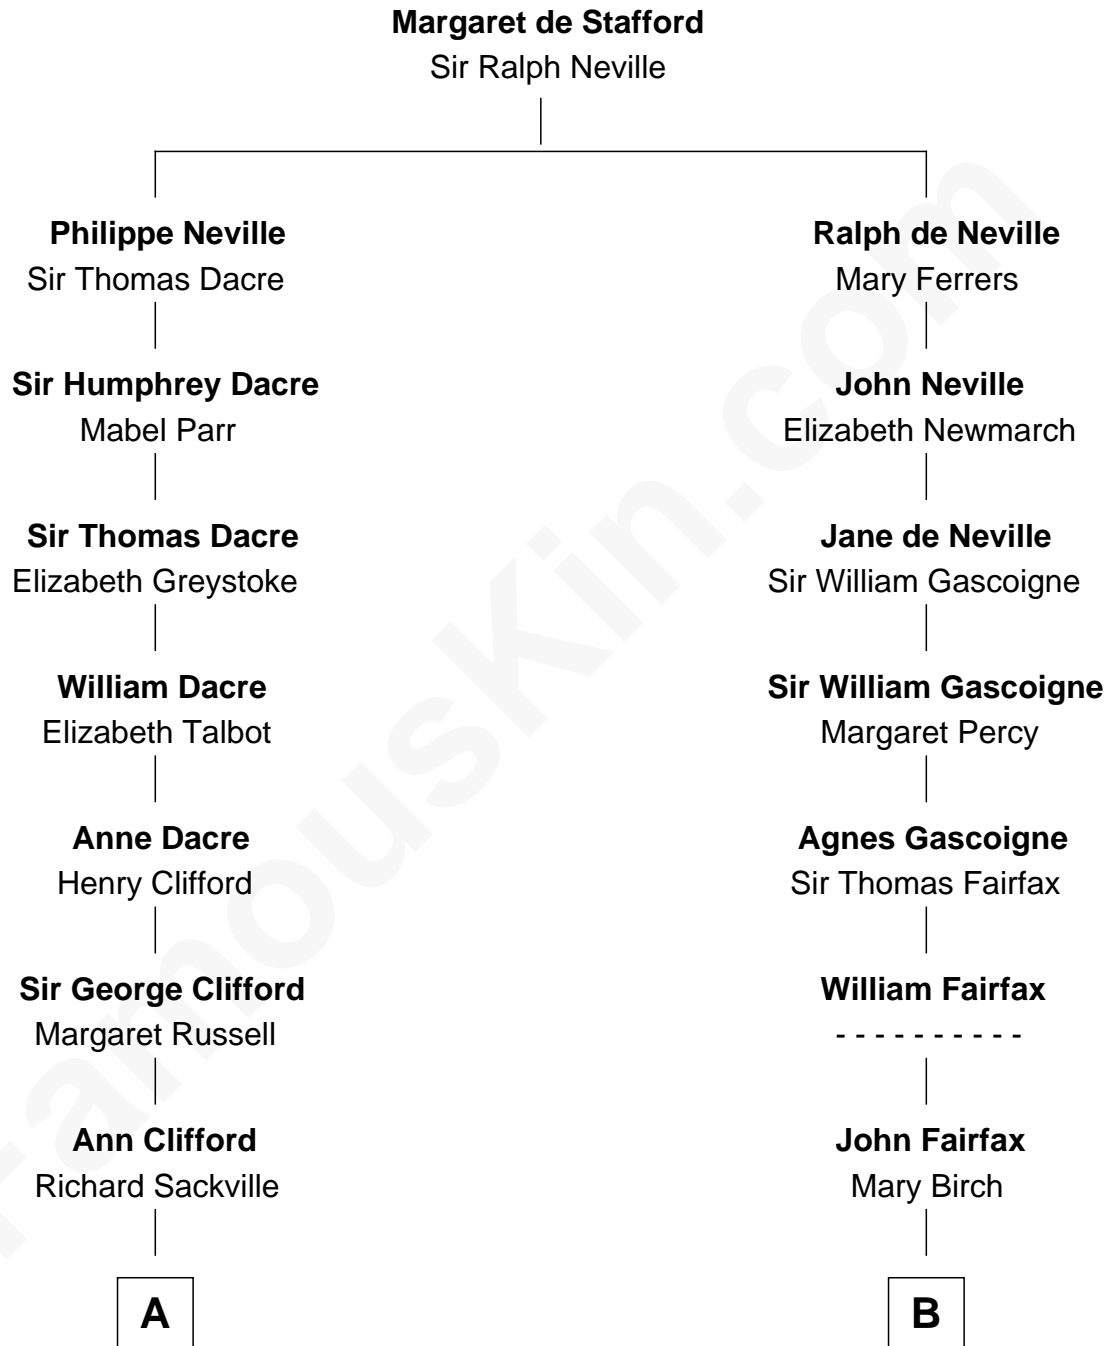 Margaret de Stafford
Sir Ralph Neville
Philippe Neville
Sir Thomas Dacre
Ralph de Neville
Mary Ferrers
Sir Humphrey Dacre
Mabel Parr
John Neville
Elizabeth Newmarch
Sir Thomas Dacre
Elizabeth Greystoke
Jane de Neville
Sir William Gascoigne
William Dacre
Elizabeth Talbot
Sir William Gascoigne
Margaret Percy
Anne Dacre
Henry Clifford
Agnes Gascoigne
Sir Thomas Fairfax
Sir George Clifford
Margaret Russell
William Fairfax
- - - - - - - - - -
Ann Clifford
Richard Sackville
John Fairfax
Mary Birch
A
B
FamousKin.com